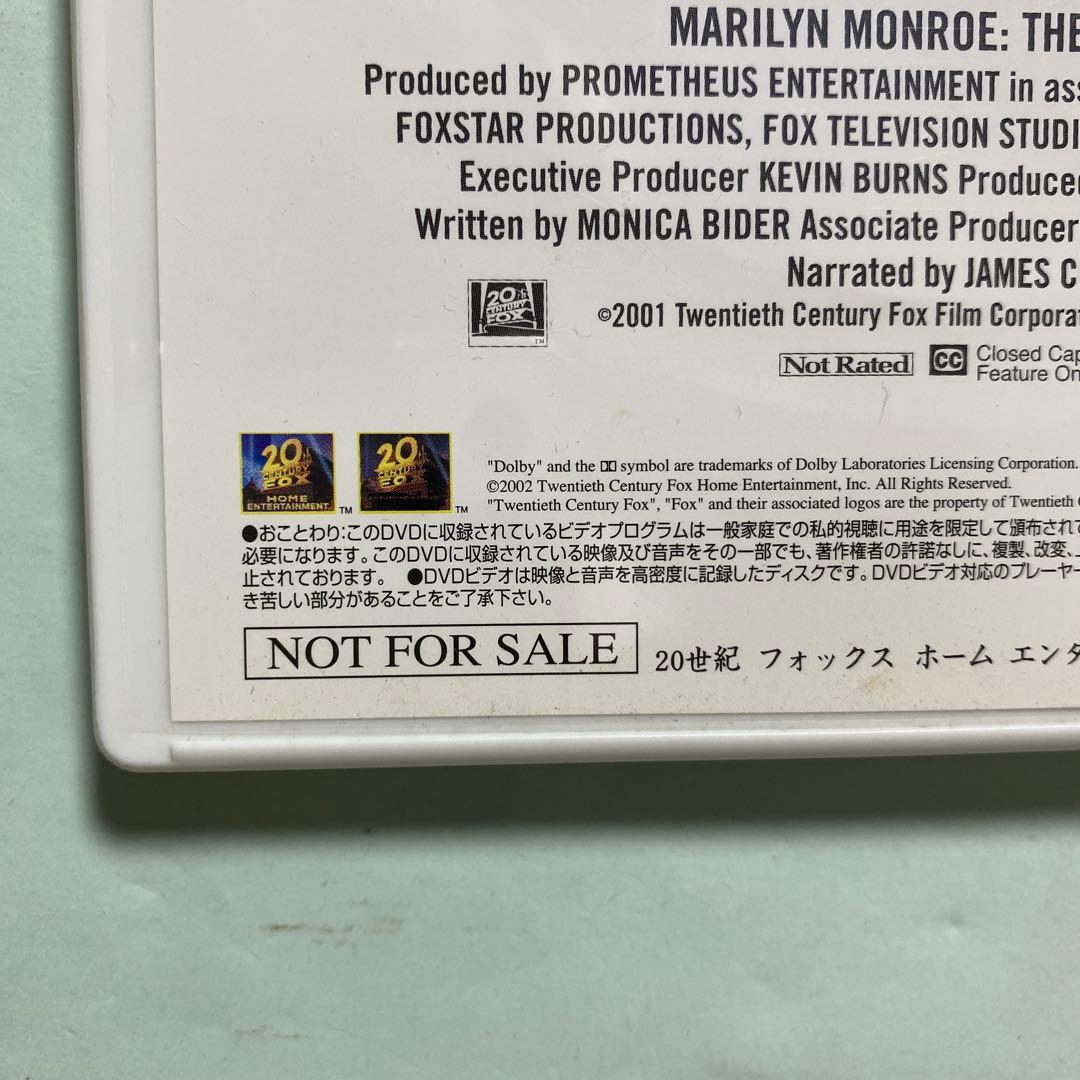 MARILYN MONROE: THE
Produced by PROMETHEUS ENTERTAINMENT in ass
FOXSTAR PRODUCTIONS, FOX TELEVISION STUDI
Executive Producer KEVIN BURNS Produced
Written by MONICA BIDER Associate Producer
Narrated by JAMES C
20th CENTURY FOX TM
©2001 Twentieth Century Fox Film Corporat
Not Rated CC Closed Cap
Feature On
20th CENTURY FOX HOME ENTERTAINMENT TM
20th CENTURY FOX TM
"Dolby" and the symbol are trademarks of Dolby Laboratories Licensing Corporation.
©2002 Twentieth Century Fox Home Entertainment, Inc. All Rights Reserved.
"Twentieth Century Fox", "Fox" and their associated logos are the property of Twentieth C
●おことわり:このDVDに収録されているビデオプログラムは一般家庭での私的視聴に用途を限定して頒布されて
必要になります。このDVDに収録されている映像及び音声をその一部でも、著作権者の許諾なしに、複製、改変、上
止されております。 ●DVDビデオは映像と音声を高密度に記録したディスクです。DVDビデオ対応のプレーヤー
き苦しい部分があることをご了承下さい。
NOT FOR SALE
20世紀 フォックス ホーム エンタ